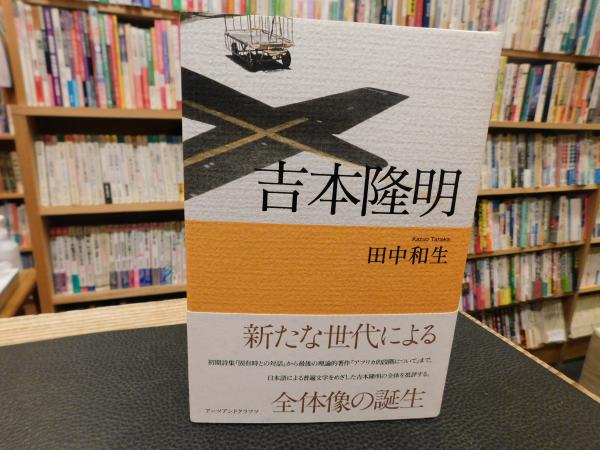 吉本隆明
Kazuo Tanaka
田中和生
新たな世代による
初期詩集『固有時との対話』から最後の理論的著作『アフリカ的段階について』まで、
日本語による普遍文学をめざした吉本隆明の全体を批評する。
全体像の誕生
アーツアンドクラフツ